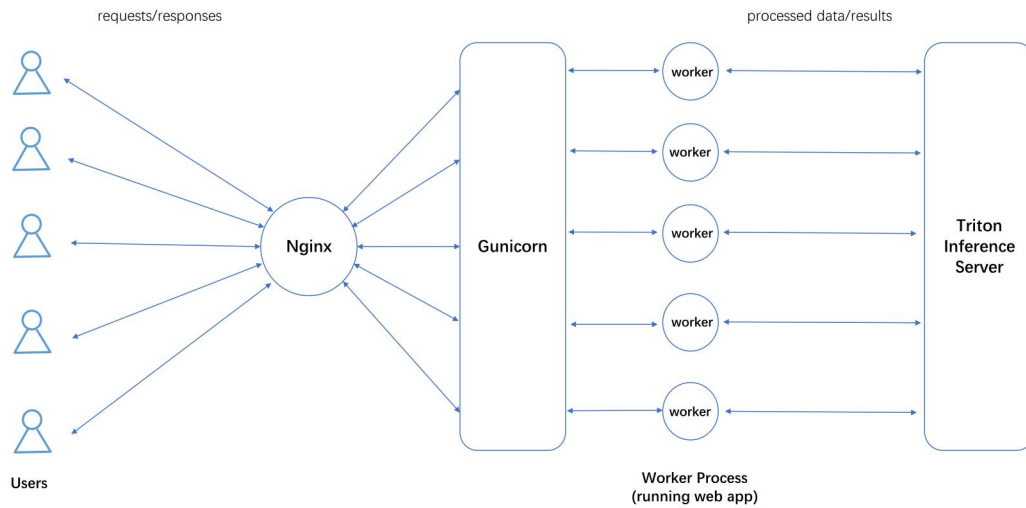 requests/responses
processed data/results
worker
worker
Nginx
Gunicorn
worker
Triton
Inference
Server
worker
worker
Users
Worker Process
(running web app)